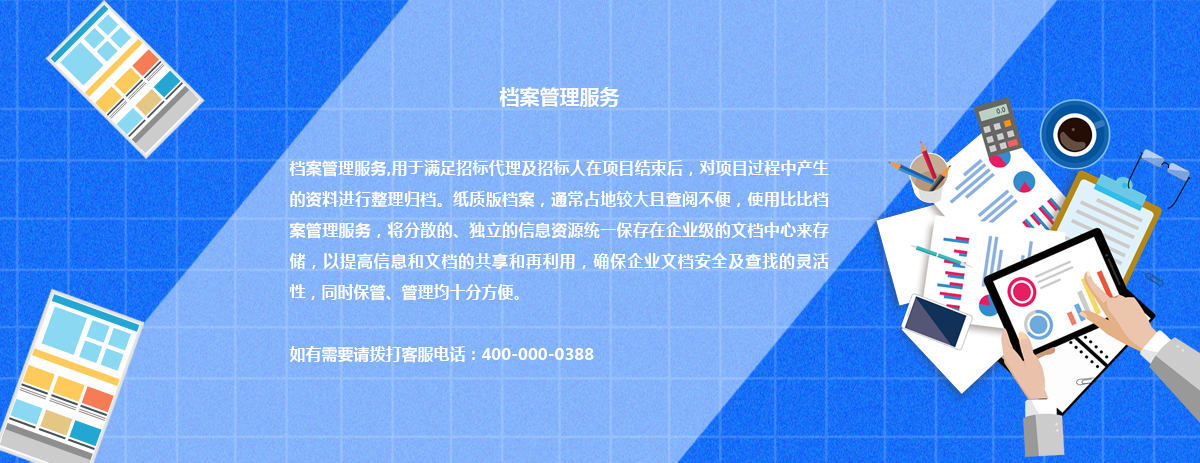 档案管理服务
档案管理服务,用于满足招标代理及招标人在项目结束后，对项目过程中产生
的资料进行整理归档。纸质版档案，通常占地较大且查阅不便，使用比比档
案管理服务，将分散的、独立的信息资源统一保存在企业级的文档中心来存
储，以提高信息和文档的共享和再利用，确保企业文档安全及查找的灵活
性，同时保管、管理均十分方便。
如有需要请拨打客服电话：400-000-0388
0.0